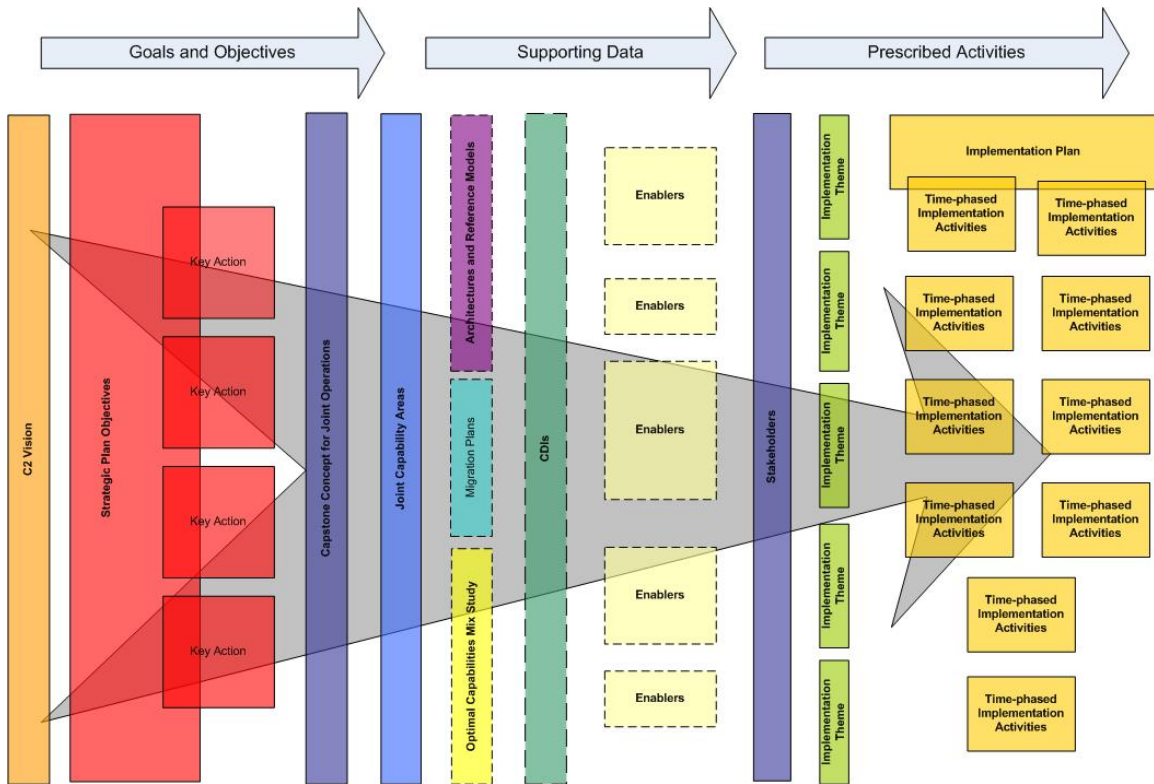 Goals and Objectives
Supporting Data
Prescribed Activities
C2 Vision
Strategic Plan Objectives
Key Action
Key Action
Key Action
Key Action
Capstone Concept for Joint Operations
Joint Capability Areas
Architectures and Reference Models
Migration Plans
Optimal Capabilities Mix Study
CDIs
Enablers
Enablers
Enablers
Enablers
Enablers
Stakeholders
Implementation
Theme
Implementation
Theme
Implementation
Theme
Implementation
Theme
Implementation
Theme
Implementation Plan
Time-phased
Implementation
Activities
Time-phased
Implementation
Activities
Time-phased
Implementation
Activities
Time-phased
Implementation
Activities
Time-phased
Implementation
Activities
Time-phased
Implementation
Activities
Time-phased
Implementation
Activities
Time-phased
Implementation
Activities
Time-phased
Implementation
Activities
Time-phased
Implementation
Activities